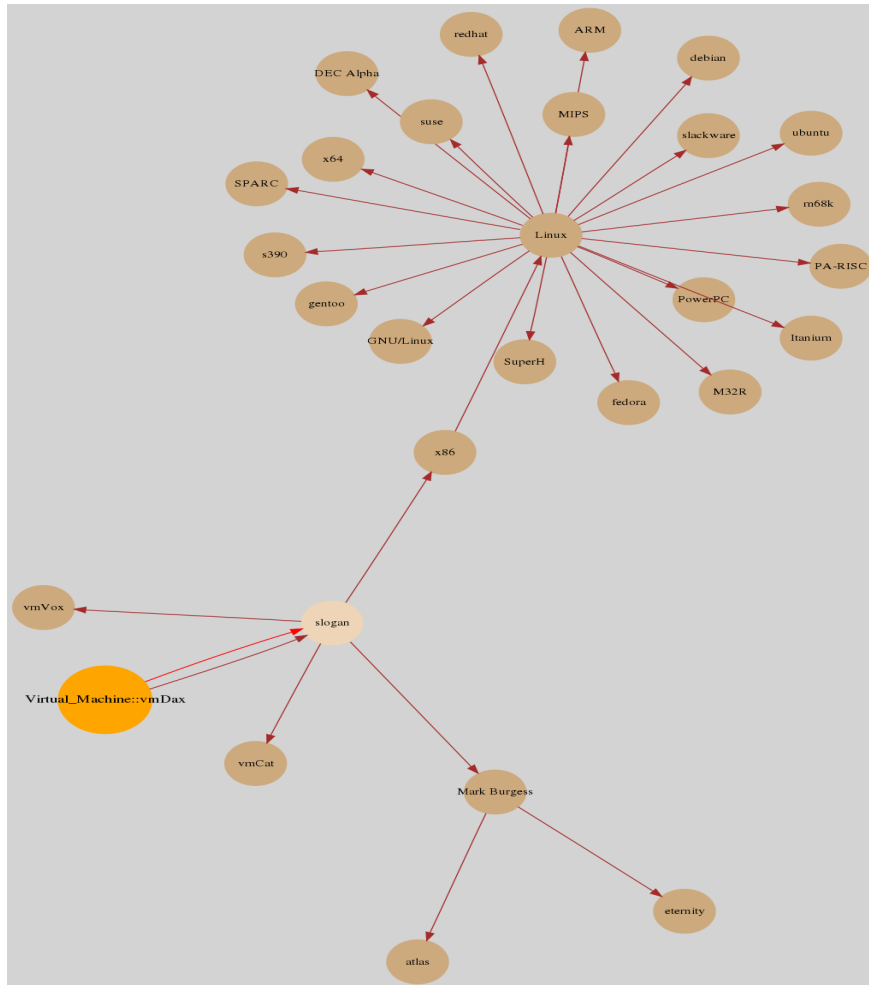 redhat
ARM
debian
DEC Alpha
MIPS
suse
slackware
ubuntu
x64
SPARC
m68k
Linux
s390
PA-RISC
gentoo
PowerPC
GNU/Linux
Itanium
SuperH
M32R
fedora
x86
vmVox
slogan
Virtual_Machine::vmDax
vmCat
Mark Burgess
eternity
atlas